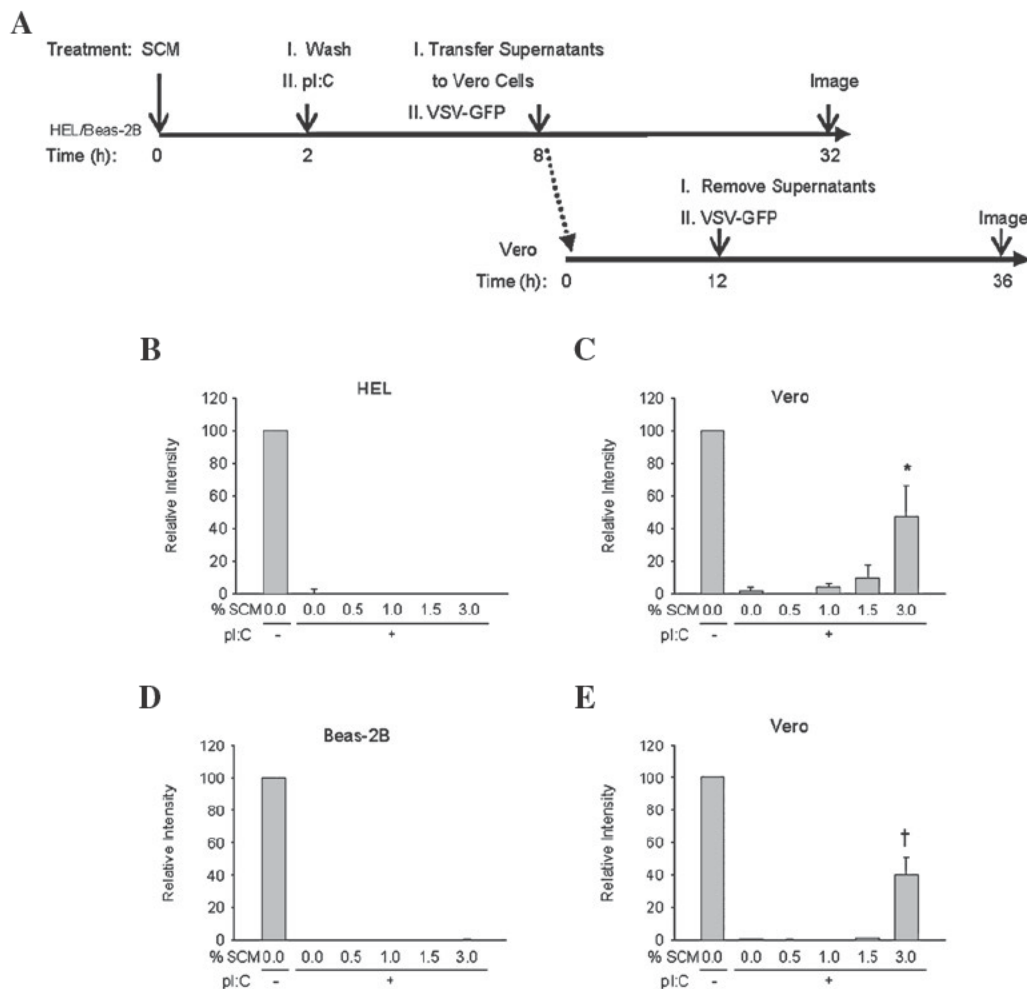 A
Treatment: SCM
I. Wash
II. pI:C
I. Transfer Supernatants
to Vero Cells
II. VSV-GFP
Image
HEL/Beas-2B
Time (h): 0 2 8 32
I. Remove Supernatants
II. VSV-GFP
Image
Vero
Time (h): 0 12 36
B
HEL
Relative Intensity
120
100
80
60
40
20
0
% SCM 0.0 0.0 0.5 1.0 1.5 3.0
pI:C - +
C
Vero
Relative Intensity
120
100
80
60
40
20
0
*
% SCM 0.0 0.0 0.5 1.0 1.5 3.0
pI:C - +
D
Beas-2B
Relative Intensity
120
100
80
60
40
20
0
% SCM 0.0 0.0 0.5 1.0 1.5 3.0
pI:C - +
E
Vero
Relative Intensity
120
100
80
60
40
20
0
†
% SCM 0.0 0.0 0.5 1.0 1.5 3.0
pI:C - +